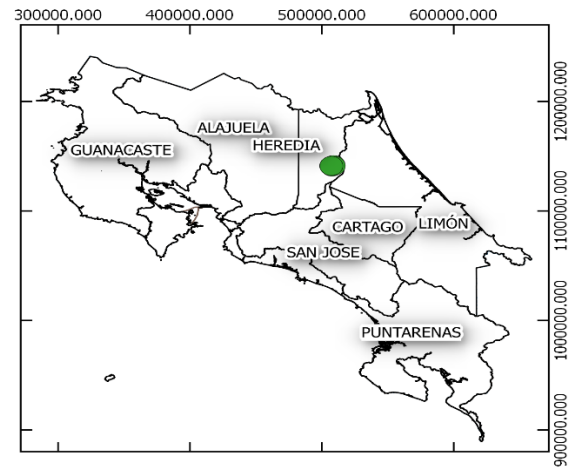 300000.000 400000.000 500000.000 600000.000
1200000.000
ALAJUELA
HEREDIA
GUANACASTE
1100000.000
CARTAGO LIMÓN
SAN JOSE
PUNTARENAS
1000000.000
900000.000